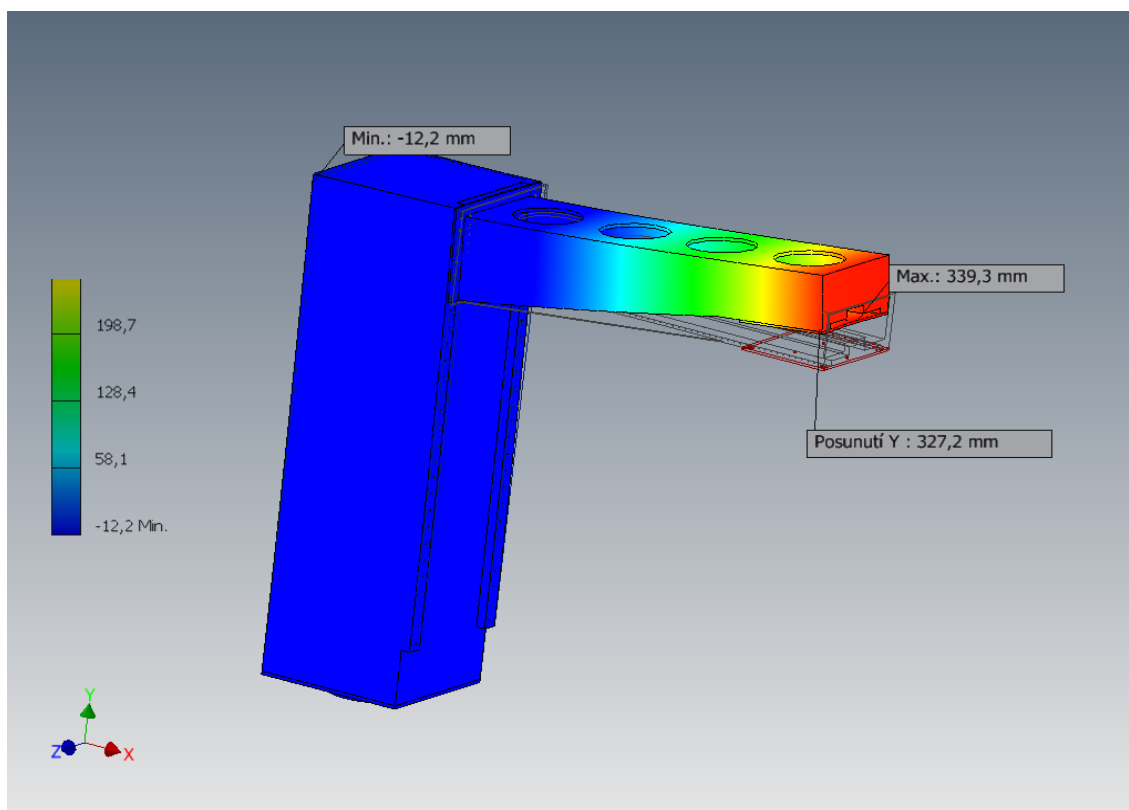 Min.: -12,2 mm
Max.: 339,3 mm
198,7
128,4
58,1
-12,2 Min.
Posunutí Y : 327,2 mm
Y
Z
X